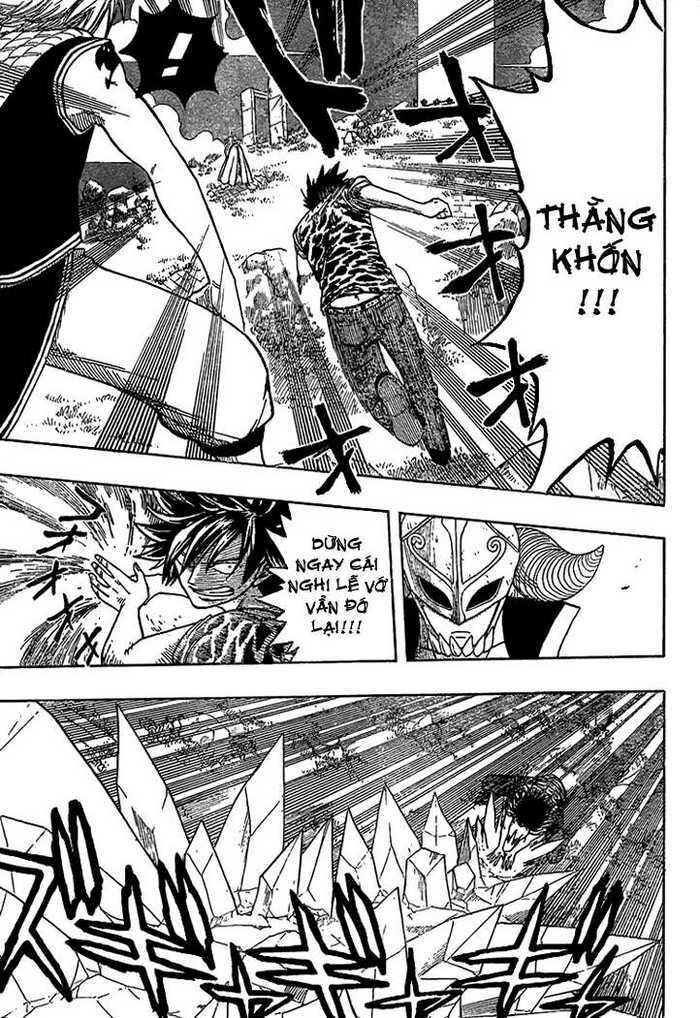 !
THẰNG
KHỐN
!!!
DỪNG
NGAY CÁI
NGHI LỄ VỚ
VẨN ĐÓ
LẠI!!!